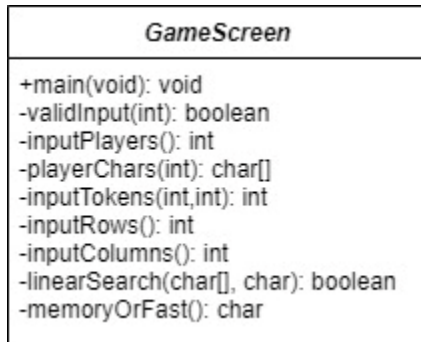 GameScreen
+main(void): void
-validInput(int): boolean
-inputPlayers(): int
-playerChars(int): char[]
-inputTokens(int,int): int
-inputRows(): int
-inputColumns(): int
-linearSearch(char[], char): boolean
-memoryOrFast(): char